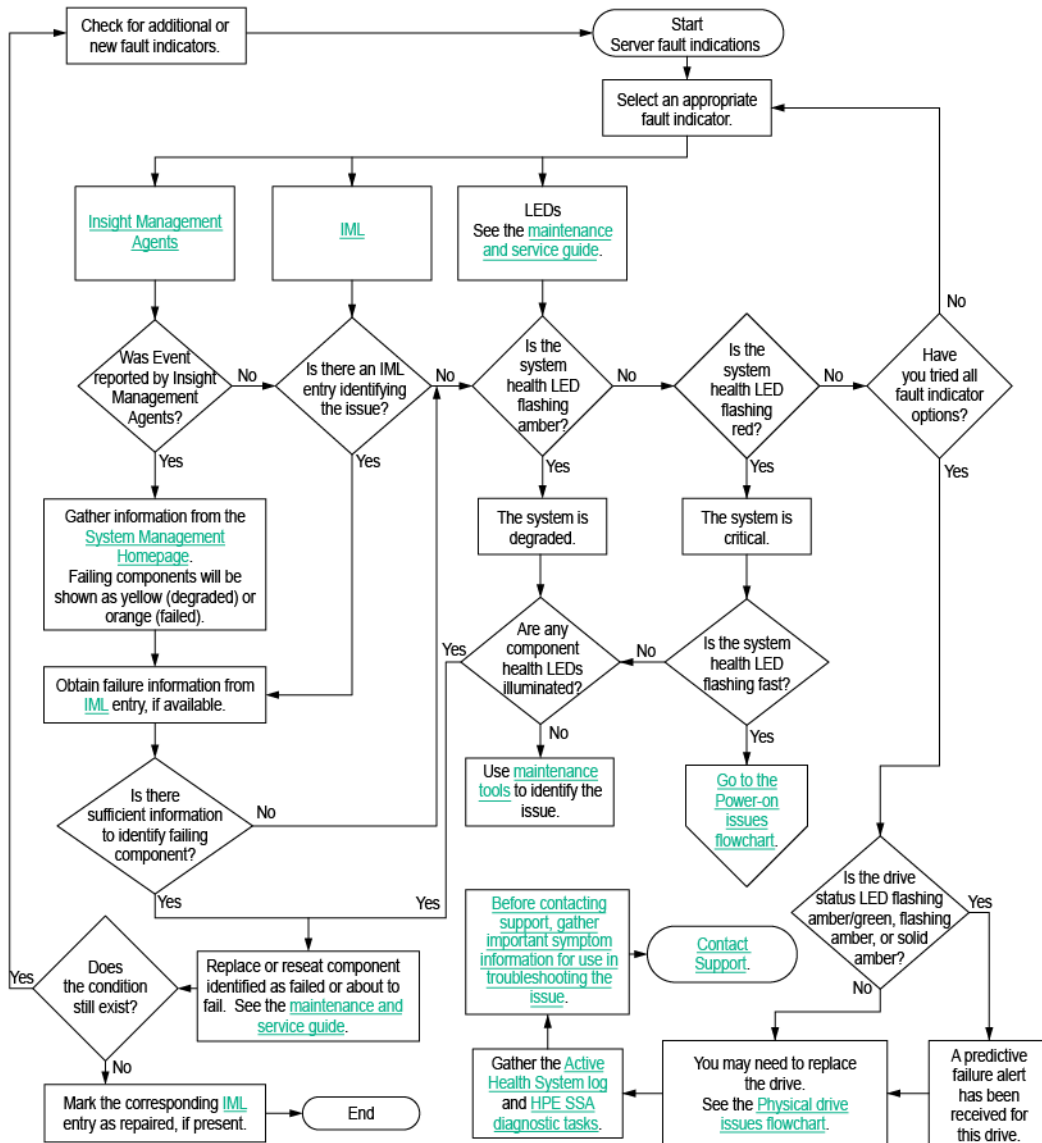 Check for additional or
new fault indicators.
Start
Server fault indications
Select an appropriate
fault indicator.
Insight Management
Agents
IML
LEDs
See the maintenance
and service guide.
No
Was Event
reported by Insight
Management
Agents?
No
Is there an IML
entry identifying
the issue?
No
Is the
system
health LED
flashing
amber?
No
Is the
system
health LED
flashing
red?
No
Have
you tried all
fault indicator
options?
Yes
Yes
Yes
Yes
Yes
Gather information from the
System Management
Homepage.
Failing components will be
shown as yellow (degraded) or
orange (failed).
The system is
degraded.
The system is
critical.
Obtain failure information from
IML entry, if available.
Yes
Are any
component
health LEDs
illuminated?
No
Is the system
health LED
flashing fast?
No
Yes
Is there
sufficient information
to identify failing
component?
No
Use maintenance
tools to identify the
issue.
Go to the
Power-on
issues
flowchart.
Yes
Yes
Is the drive
status LED flashing
amber/green, flashing
amber, or solid
amber?
Yes
No
Before contacting
support, gather
important symptom
information for use in
troubleshooting the
issue.
Contact
Support.
Yes
Does
the condition
still exist?
Replace or reseat component
identified as failed or about to
fail. See the maintenance and
service guide.
No
Mark the corresponding IML
entry as repaired, if present.
End
Gather the Active
Health System log
and HPE SSA
diagnostic tasks.
You may need to replace
the drive.
See the Physical drive
issues flowchart.
A predictive
failure alert
has been
received for
this drive.